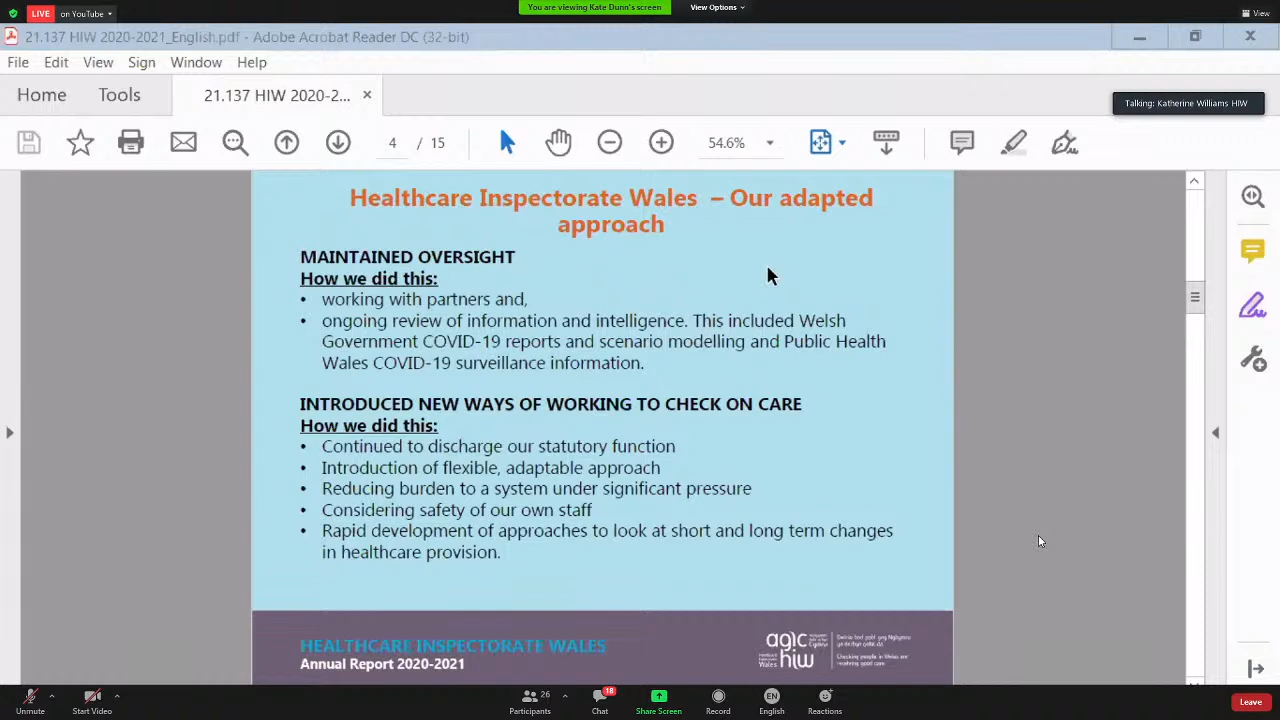 LIVE on YouTube
You are viewing Kate Dunn's screen
View Options
View
21.137 HIW 2020-2021_English.pdf - Adobe Acrobat Reader DC (32-bit)
File Edit View Sign Window Help
Home Tools 21.137 HIW 2020-2...
Talking: Katherine Williams HIW
4 / 15 54.6%
Healthcare Inspectorate Wales – Our adapted
approach
MAINTAINED OVERSIGHT
How we did this:
• working with partners and,
• ongoing review of information and intelligence. This included Welsh
Government COVID-19 reports and scenario modelling and Public Health
Wales COVID-19 surveillance information.
INTRODUCED NEW WAYS OF WORKING TO CHECK ON CARE
How we did this:
• Continued to discharge our statutory function
• Introduction of flexible, adaptable approach
• Reducing burden to a system under significant pressure
• Considering safety of our own staff
• Rapid development of approaches to look at short and long term changes
in healthcare provision.
HEALTHCARE INSPECTORATE WALES
Annual Report 2020-2021
agic
hiw
Unmute Start Video 26 Participants 18 Chat Share Screen Record EN English Reactions Leave